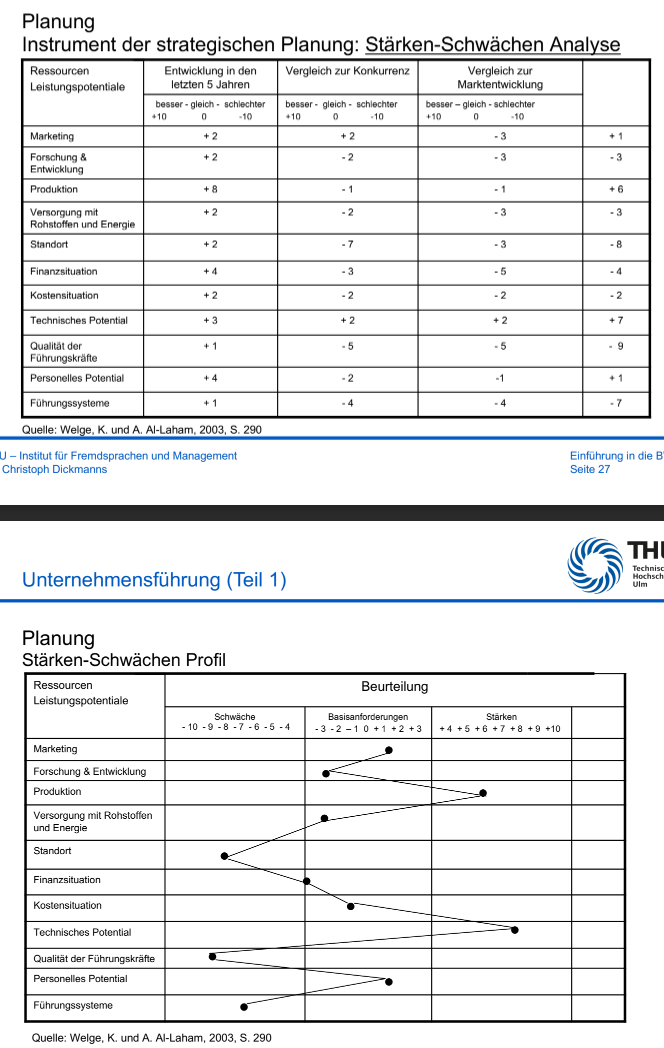 Planung
Instrument der strategischen Planung: Stärken-Schwächen Analyse
Ressourcen
Leistungspotentiale
Entwicklung in den
letzten 5 Jahren
Vergleich zur Konkurrenz
Vergleich zur
Marktentwicklung
besser - gleich - schlechter
+10 0 -10
besser - gleich - schlechter
+10 0 -10
besser – gleich - schlechter
+10 0 -10
Marketing + 2 + 2 - 3 + 1
Forschung &
Entwicklung + 2 - 2 - 3 - 3
Produktion + 8 - 1 - 1 + 6
Versorgung mit
Rohstoffen und Energie + 2 - 2 - 3 - 3
Standort + 2 - 7 - 3 - 8
Finanzsituation + 4 - 3 - 5 - 4
Kostensituation + 2 - 2 - 2 - 2
Technisches Potential + 3 + 2 + 2 + 7
Qualität der
Führungskräfte + 1 - 5 - 5 - 9
Personelles Potential + 4 - 2 -1 + 1
Führungssysteme + 1 - 4 - 4 - 7
Quelle: Welge, K. und A. Al-Laham, 2003, S. 290
U – Institut für Fremdsprachen und Management
Christoph Dickmanns
Einführung in die B
Seite 27
Unternehmensführung (Teil 1)
THU
Technisc
Hochsch
Ulm
Planung
Stärken-Schwächen Profil
Ressourcen
Leistungspotentiale
Beurteilung
Schwäche
- 10 - 9 - 8 - 7 - 6 - 5 - 4
Basisanforderungen
- 3 - 2 – 1 0 + 1 + 2 + 3
Stärken
+ 4 + 5 + 6 + 7 + 8 + 9 +10
Marketing
Forschung & Entwicklung
Produktion
Versorgung mit Rohstoffen
und Energie
Standort
Finanzsituation
Kostensituation
Technisches Potential
Qualität der Führungskräfte
Personelles Potential
Führungssysteme
Quelle: Welge, K. und A. Al-Laham, 2003, S. 290